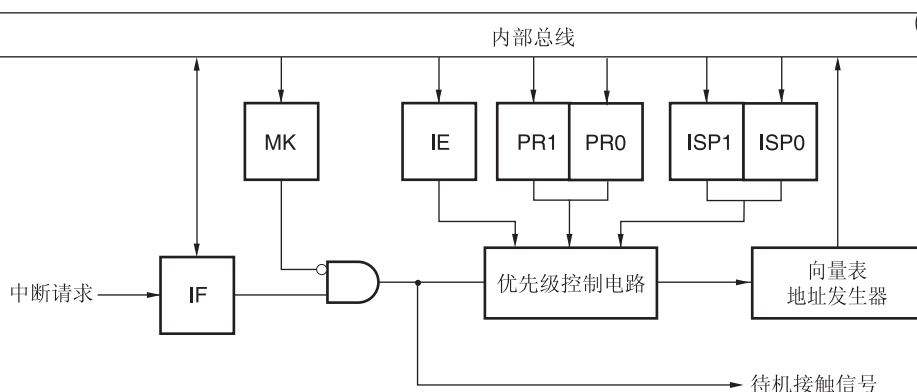 内部总线
MK
IE
PR1
PR0
ISP1
ISP0
中断请求
IF
优先级控制电路
向量表
地址发生器
待机接触信号